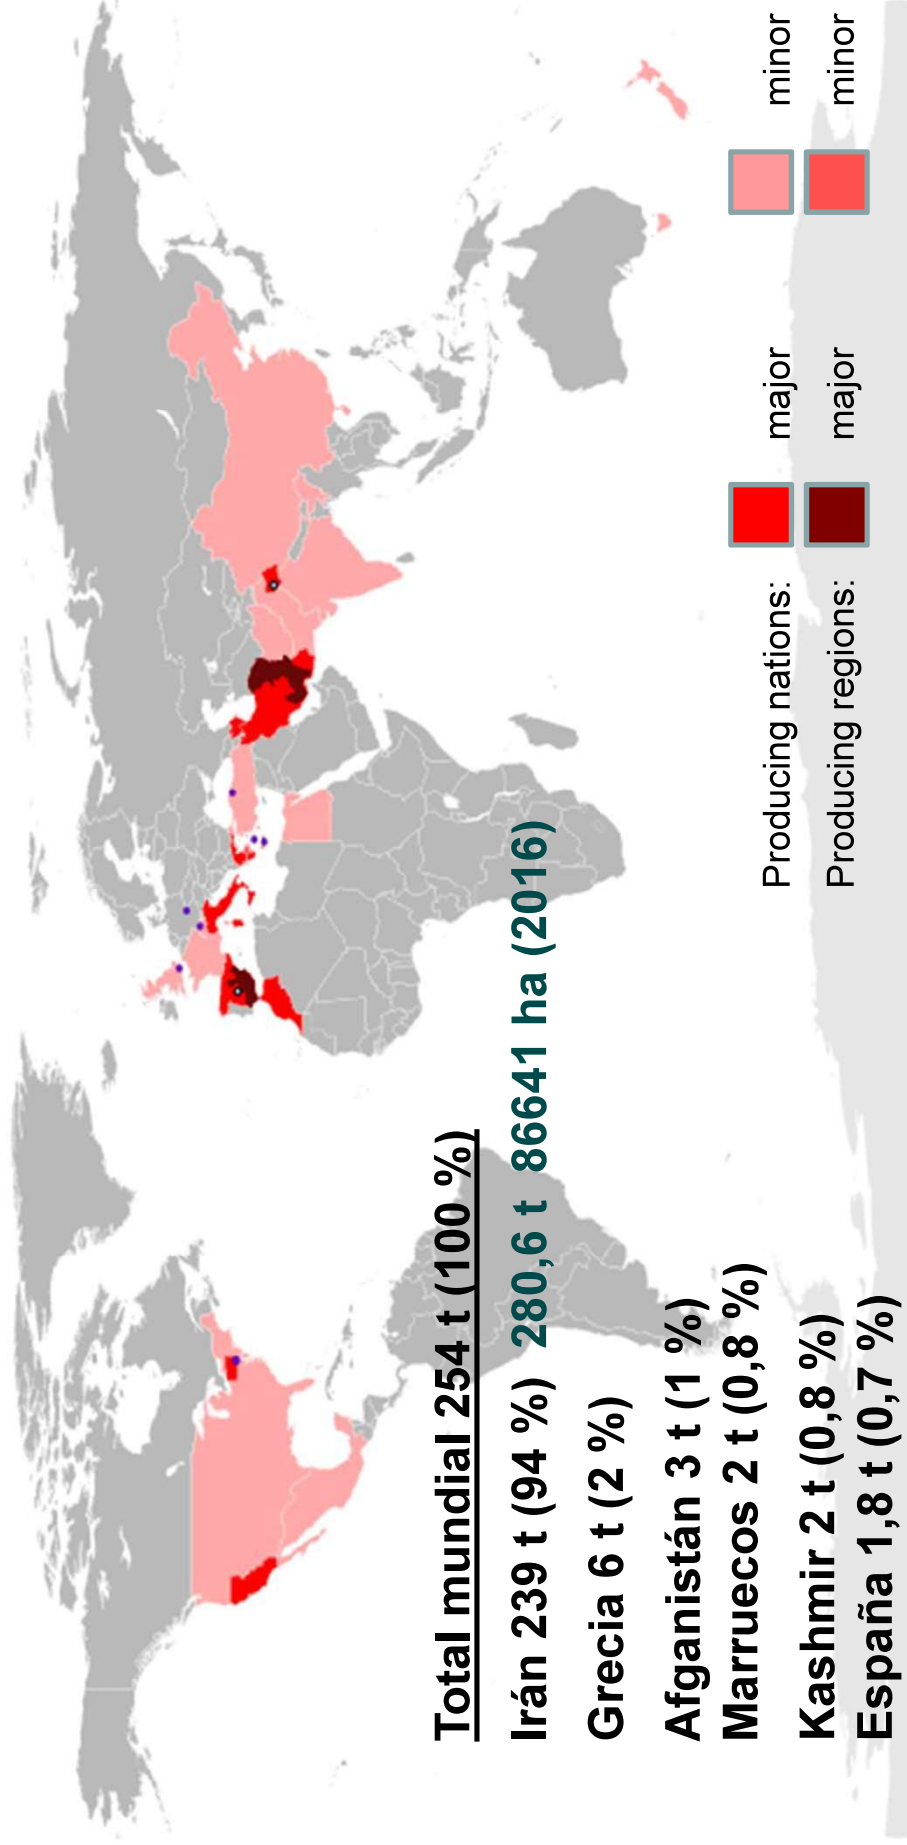 Total mundial 254 t (100 %)
Irán 239 t (94 %) 280,6 t 86641 ha (2016)
Grecia 6 t (2 %)
Afganistán 3 t (1 %)
Marruecos 2 t (0,8 %)
Kashmir 2 t (0,8 %)
España 1,8 t (0,7 %)
Producing nations: major minor
Producing regions: major minor